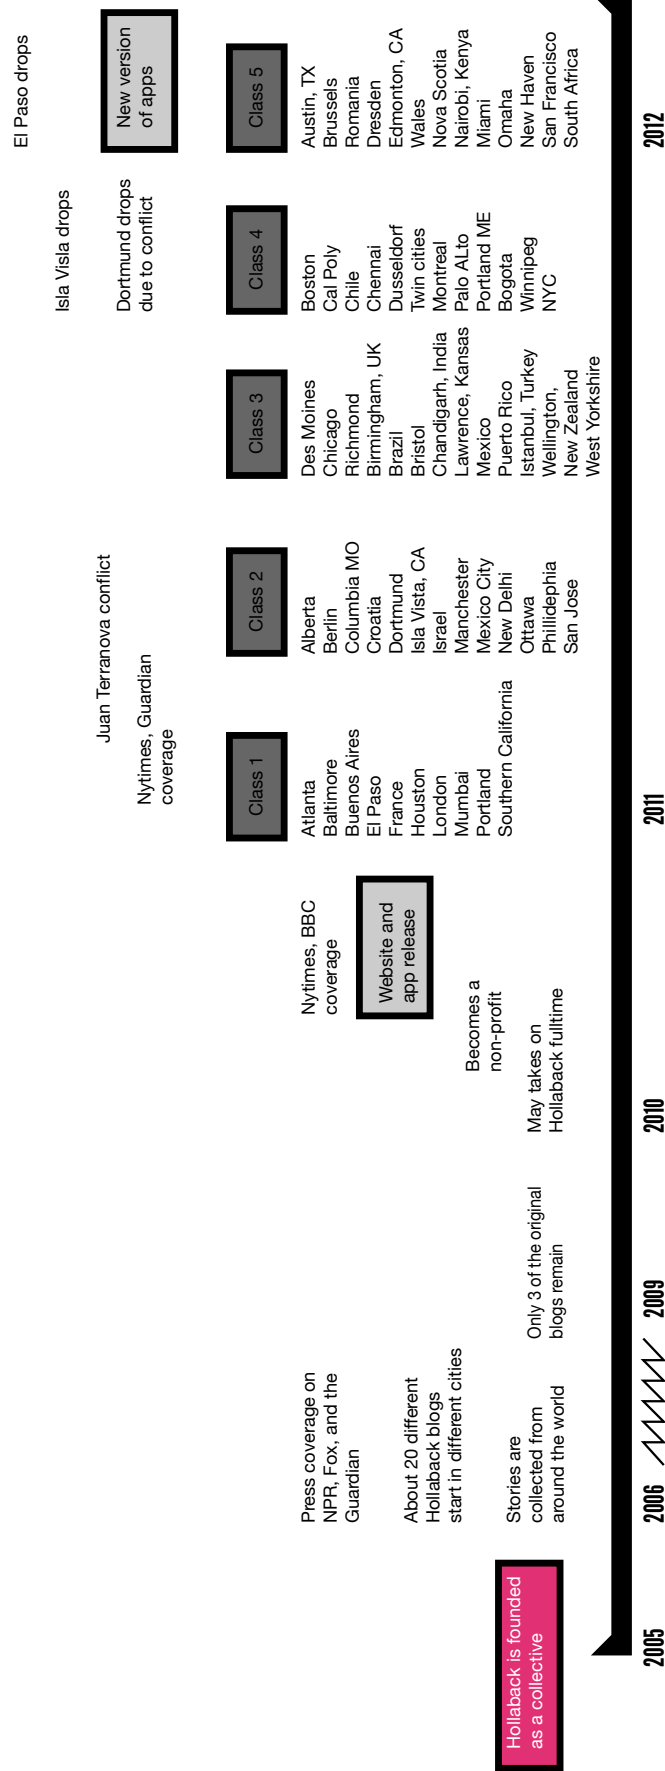 Hollaback is founded
as a collective
Press coverage on
NPR, Fox, and the
Guardian
About 20 different
Hollaback blogs
start in different cities
Stories are
collected from
around the world
Only 3 of the original
blogs remain
Nytimes, BBC
coverage
Website and
app release
Becomes a
non-profit
May takes on
Hollaback fulltime
Juan Terranova conflict
Nytimes, Guardian
coverage
Class 1
Atlanta
Baltimore
Buenos Aires
El Paso
France
Houston
London
Mumbai
Portland
Southern California
Class 2
Alberta
Berlin
Columbia MO
Croatia
Dortmund
Isla Vista, CA
Israel
Manchester
Mexico City
New Delhi
Ottawa
Phillidephia
San Jose
Class 3
Des Moines
Chicago
Richmond
Birmingham, UK
Brazil
Bristol
Chandigarh, India
Lawrence, Kansas
Mexico
Puerto Rico
Istanbul, Turkey
Wellington,
New Zealand
West Yorkshire
Isla Visla drops
Dortmund drops
due to conflict
Class 4
Boston
Cal Poly
Chile
Chennai
Dusseldorf
Twin cities
Montreal
Palo ALto
Portland ME
Bogota
Winnipeg
NYC
El Paso drops
New version
of apps
Class 5
Austin, TX
Brussels
Romania
Dresden
Edmonton, CA
Wales
Nova Scotia
Nairobi, Kenya
Miami
Omaha
New Haven
San Francisco
South Africa
2005
2006
2009
2010
2011
2012